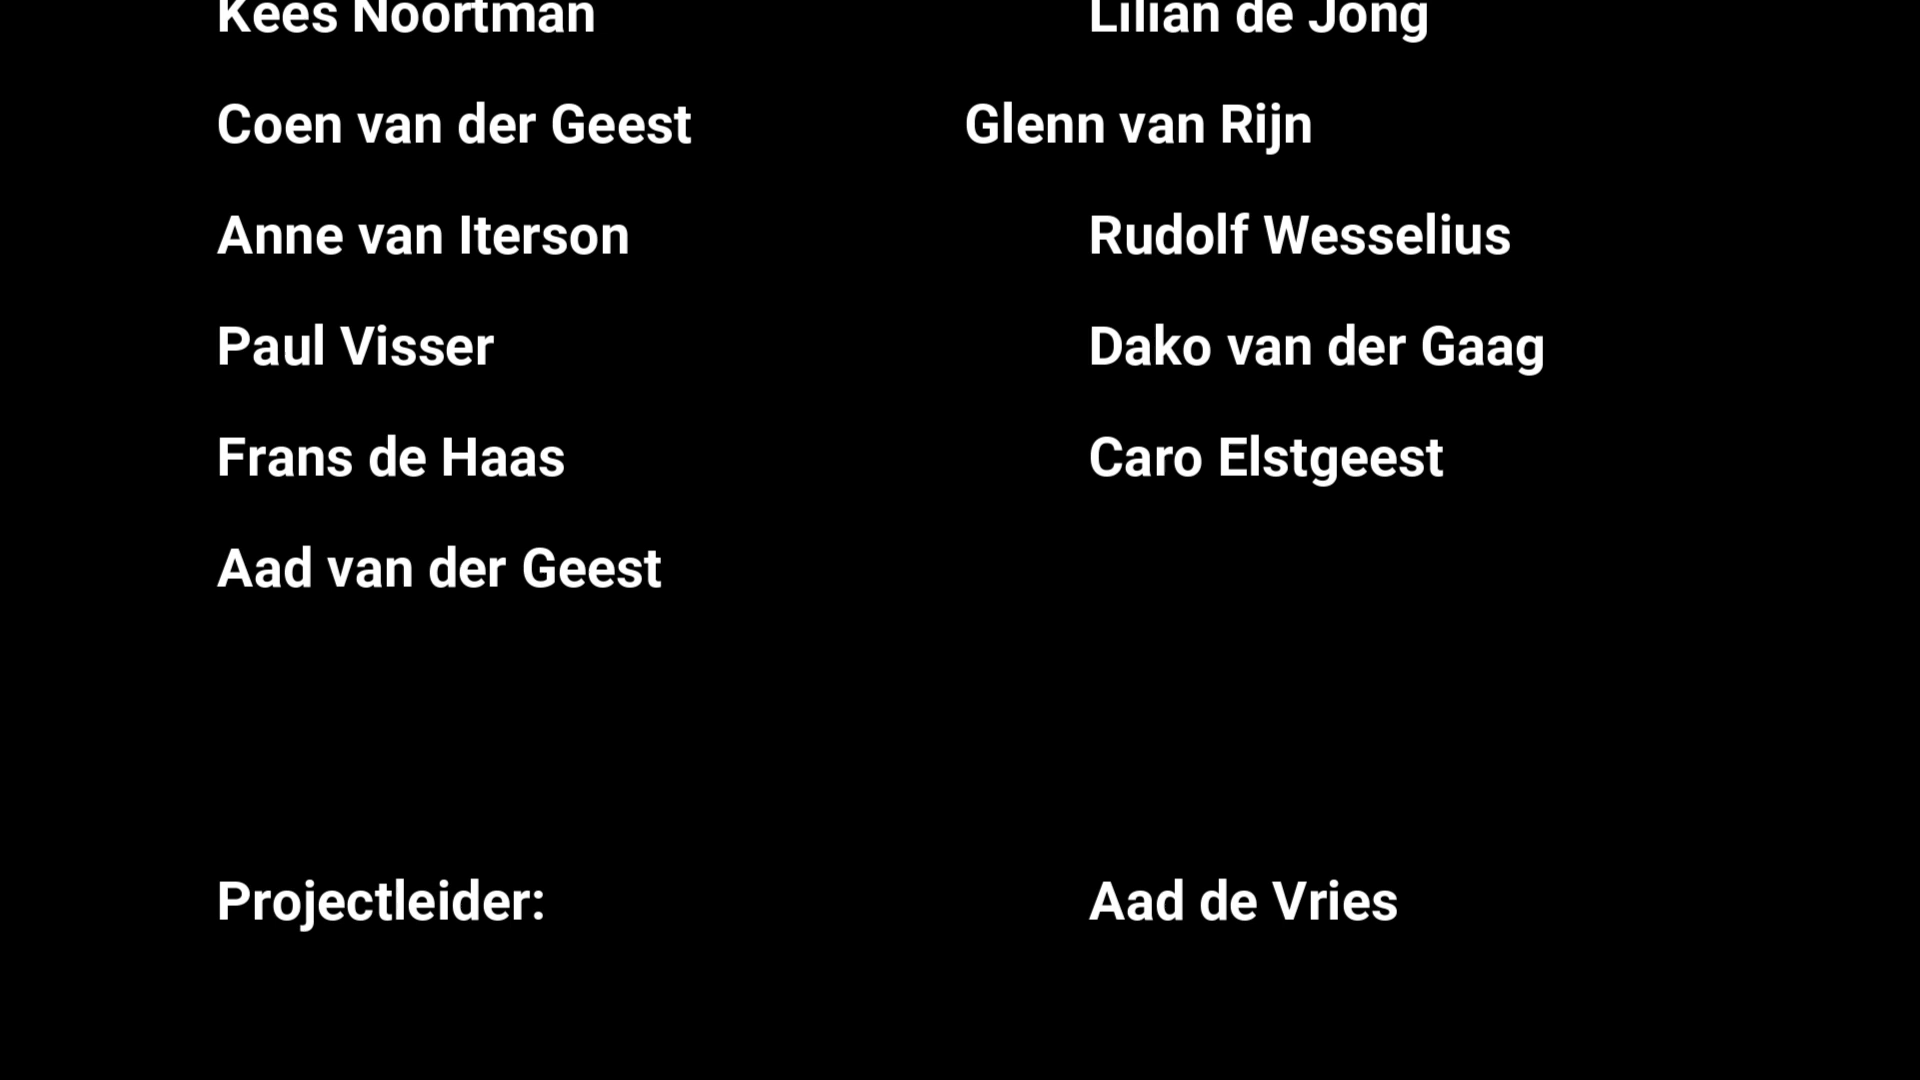 Kees Noortman Lilian de Jong
Coen van der Geest Glenn van Rijn
Anne van Iterson Rudolf Wesselius
Paul Visser Dako van der Gaag
Frans de Haas Caro Elstgeest
Aad van der Geest
Projectleider: Aad de Vries